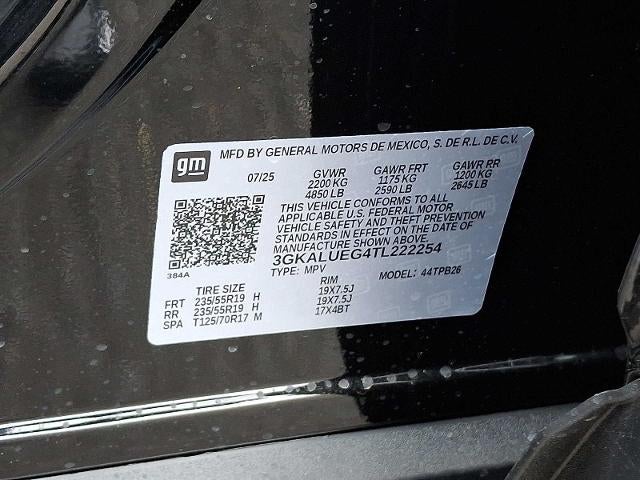 gm MFD BY GENERAL MOTORS DE MEXICO, S. DE R.L. DE C.V.
07/25 GVWR GAWR FRT GAWR RR
2200 KG 1175 KG 1200 KG
4850 LB 2590 LB 2645 LB
THIS VEHICLE CONFORMS TO ALL
APPLICABLE U.S. FEDERAL MOTOR
VEHICLE SAFETY AND THEFT PREVENTION
STANDARDS IN EFFECT ON THE DATE OF
MANUFACTURE SHOWN ABOVE.
3GKALUEG4TL222254
384A TYPE: MPV MODEL: 44TPB26
TIRE SIZE RIM
FRT 235/55R19 H 19X7.5J
RR 235/55R19 H 19X7.5J
SPA T125/70R17 M 17X4BT